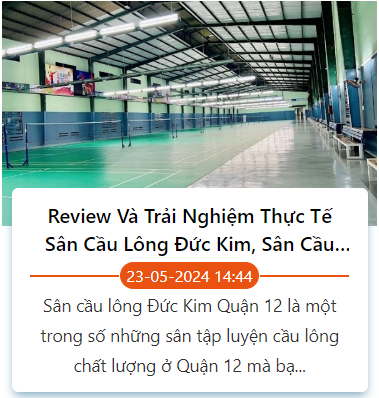 Review Và Trải Nghiệm Thực Tế
Sân Cầu Lông Đức Kim, Sân Cầu...
23-05-2024 14:44
Sân cầu lông Đức Kim Quận 12 là một
trong số những sân tập luyện cầu lông
chất lượng ở Quận 12 mà bạ...